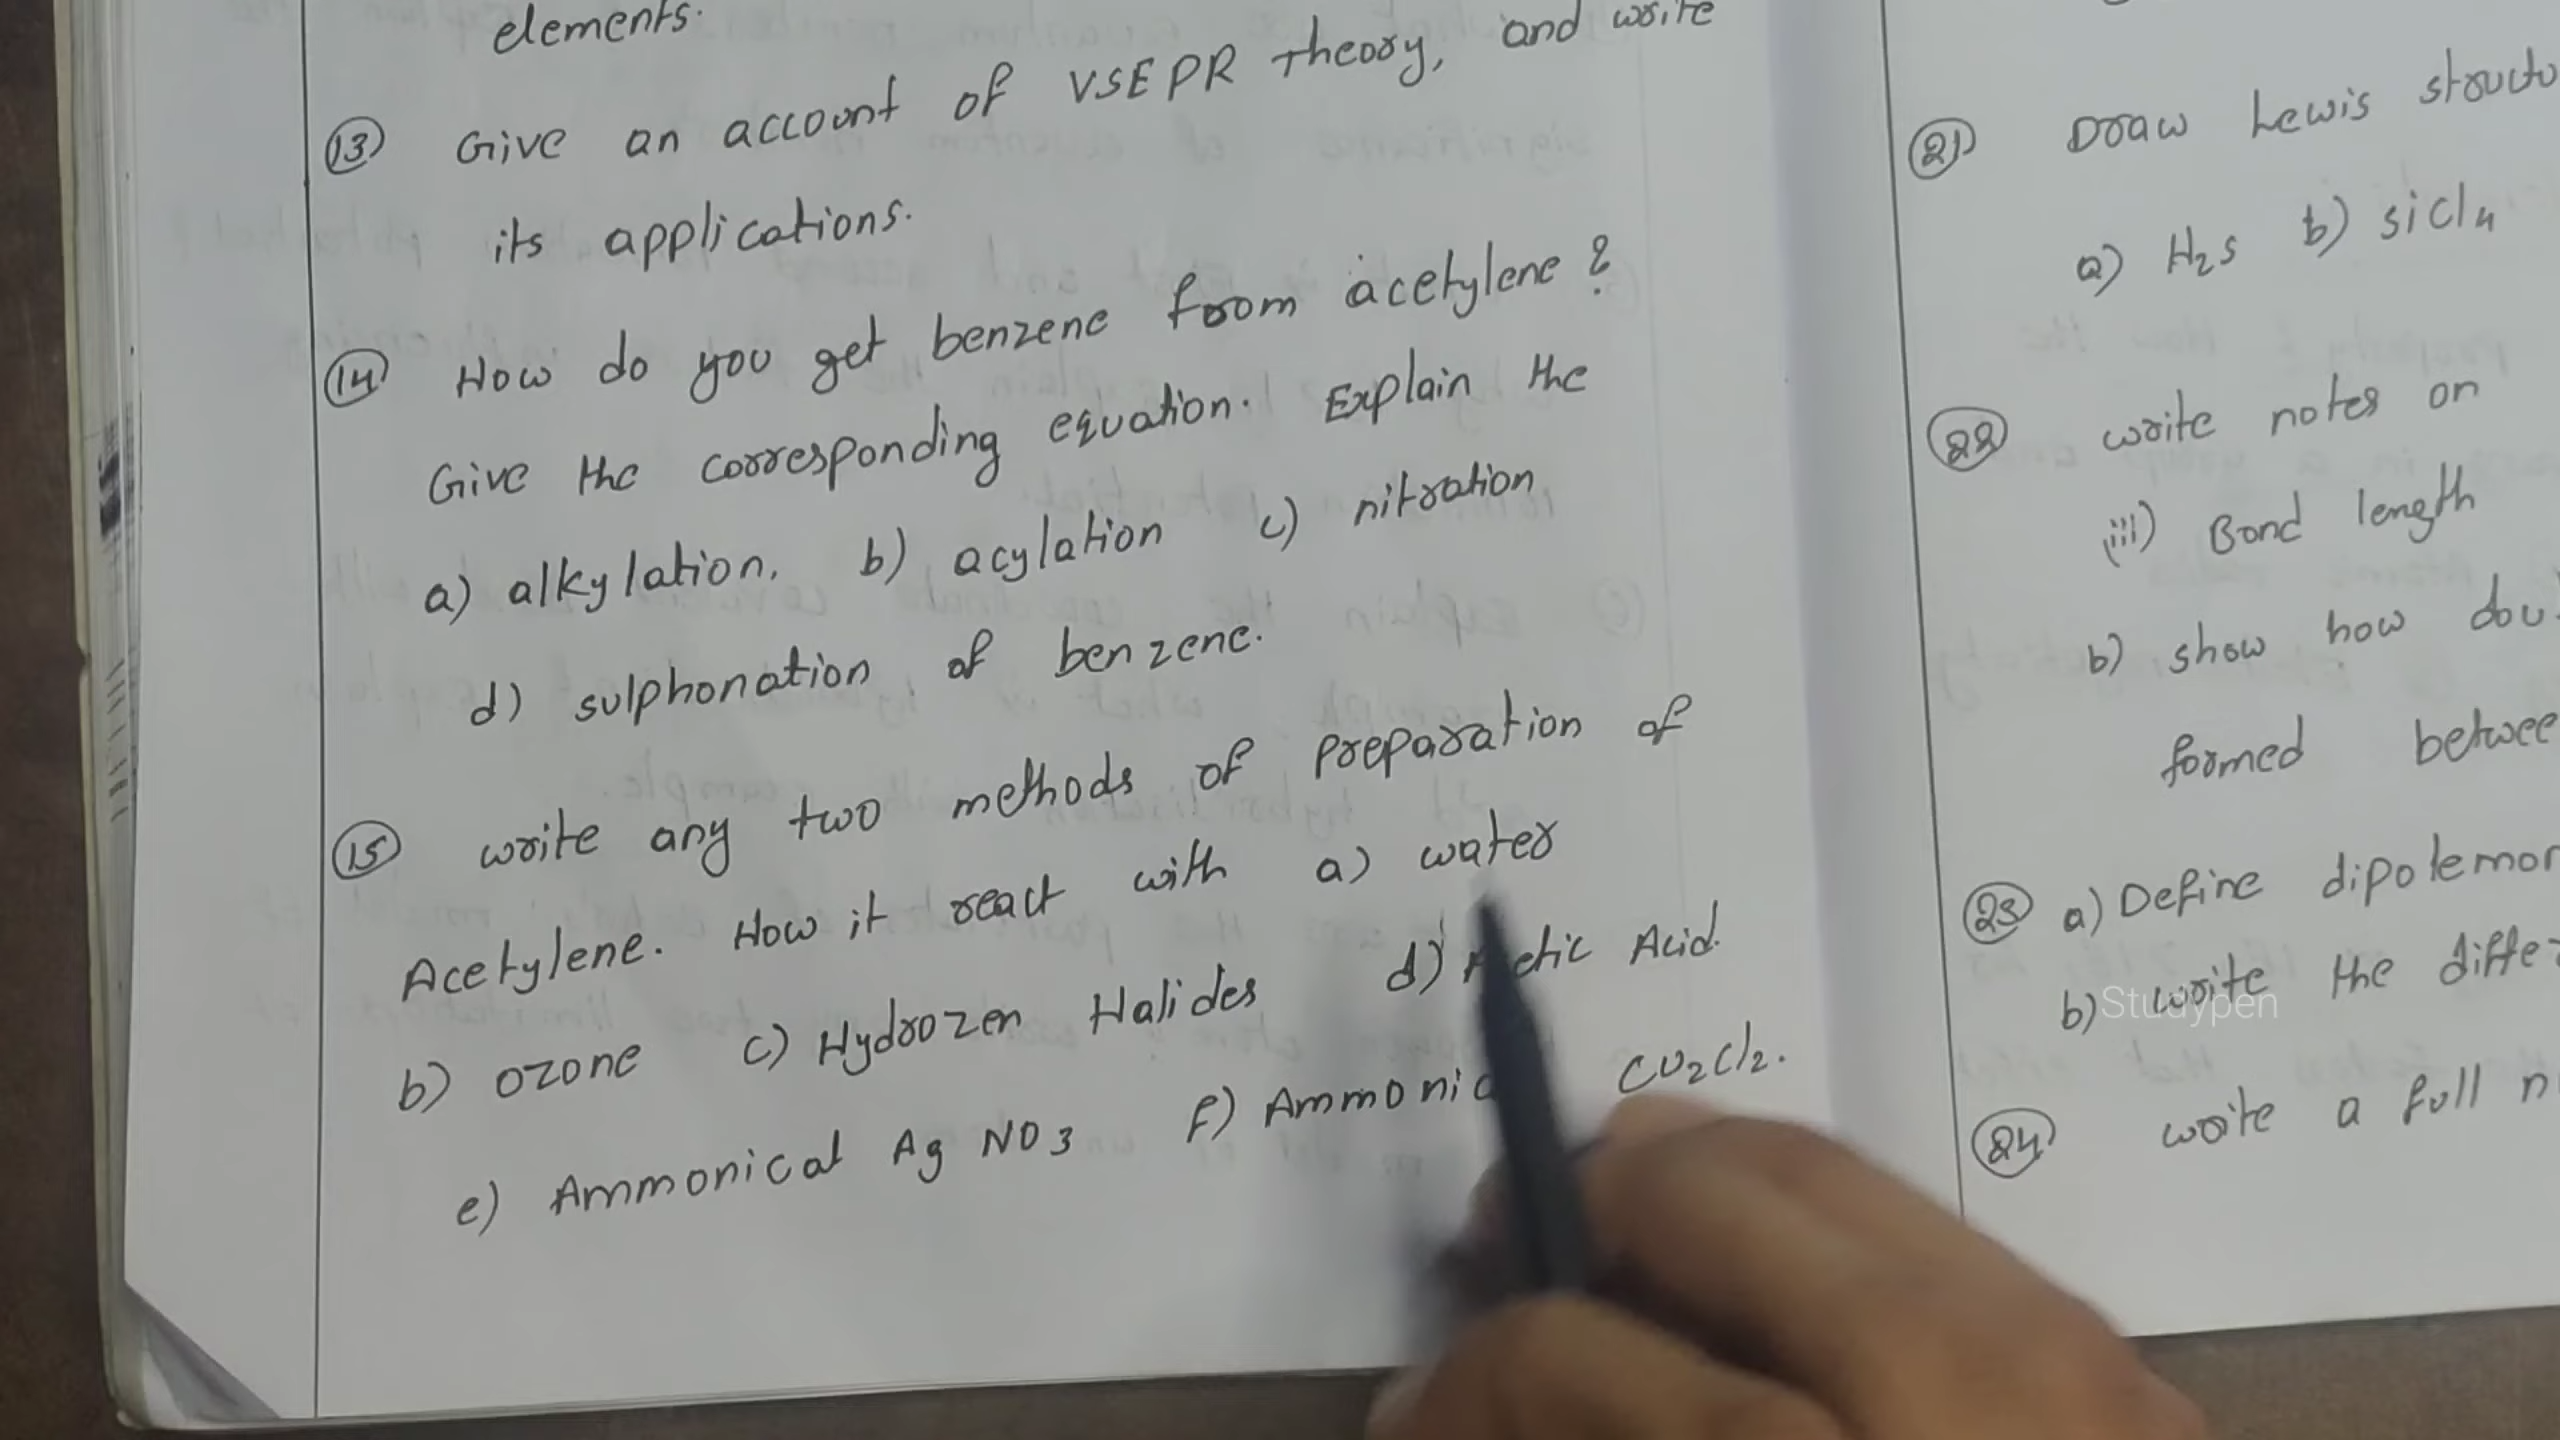 elements.
(13) Give an account of VSEPR Theory, and write
its applications.
(14) How do you get benzene from acetylene?
Give the corresponding equation. Explain the
a) alkylation, b) acylation c) nitration
d) sulphonation of benzene.
(15) write any two methods of preparation of
Acetylene. How it react with a) water
b) ozone c) Hydrozen Halides d) Acid.
e) Ammonical AgNO3 f) CU2Cl2.
(21) Draw Lewis
a) H2S b) sicl4
(22) write notes on
(iii) Bond length
b) show how
formed
(23) a) Define
b) write the
(24) write a full
Studypen